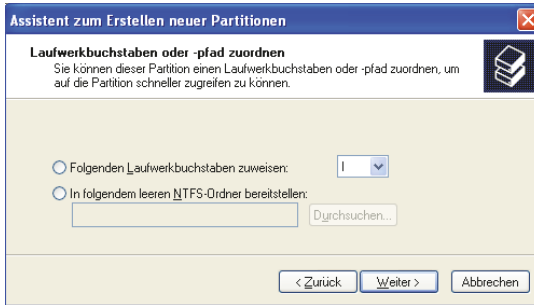 Assistent zum Erstellen neuer Partitionen
Laufwerkbuchstaben oder -pfad zuordnen
Sie können dieser Partition einen Laufwerkbuchstaben oder -pfad zuordnen, um
auf die Partition schneller zugreifen zu können.
Folgenden Laufwerkbuchstaben zuweisen: I
In folgendem leeren NTFS-Ordner bereitstellen:
Durchsuchen...
< Zurück Weiter > Abbrechen